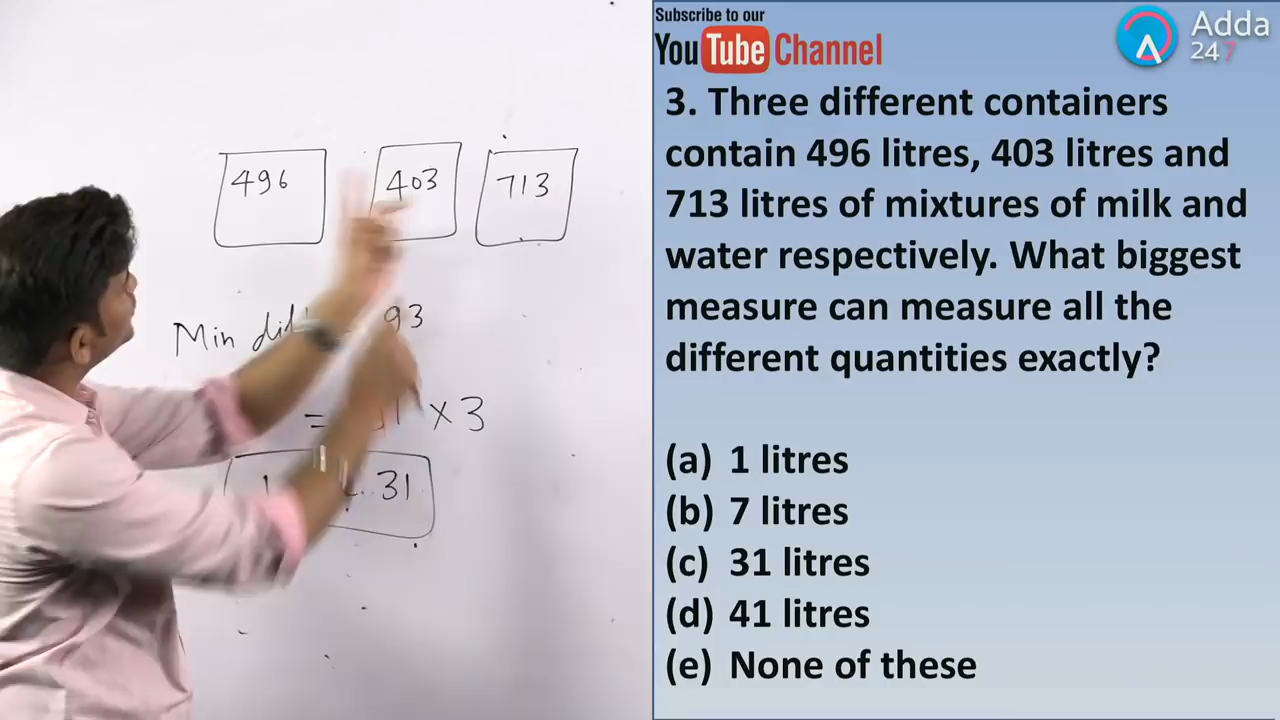 496 403 713
Min 93
= × 3
31
Subscribe to our
YouTube Channel
Adda
247
3. Three different containers
contain 496 litres, 403 litres and
713 litres of mixtures of milk and
water respectively. What biggest
measure can measure all the
different quantities exactly?
(a) 1 litres
(b) 7 litres
(c) 31 litres
(d) 41 litres
(e) None of these